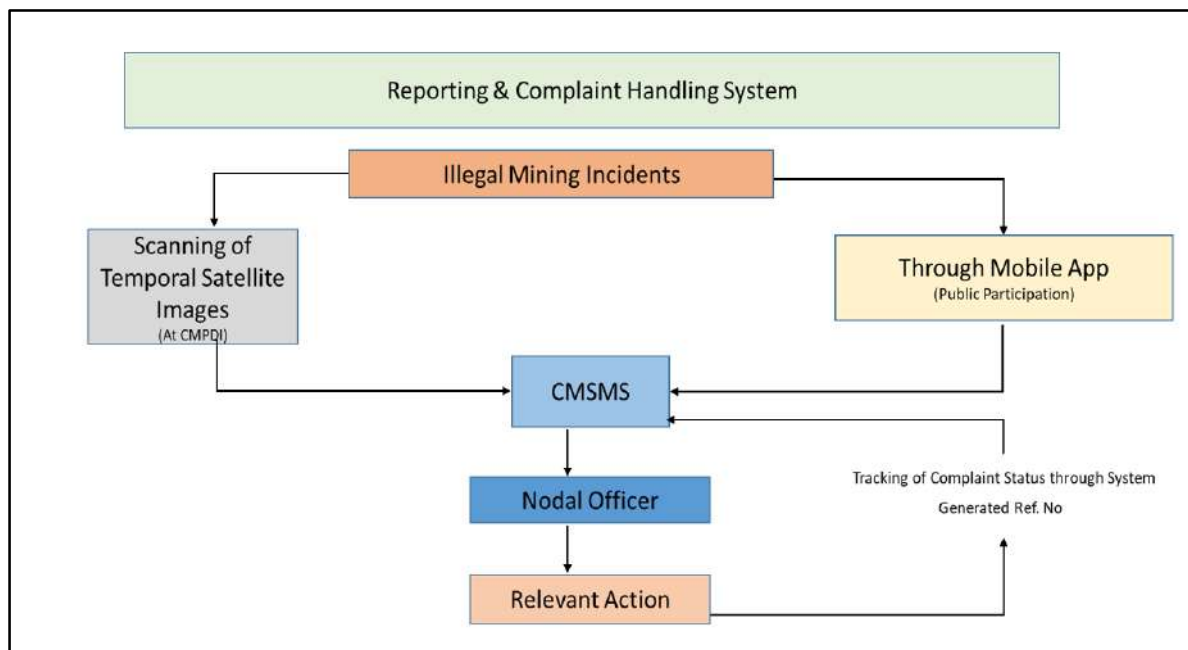 Reporting & Complaint Handling System
Illegal Mining Incidents
Scanning of
Temporal Satellite
Images
(At CMPDI)
Through Mobile App
(Public Participation)
CMSMS
Nodal Officer
Tracking of Complaint Status through System
Generated Ref. No
Relevant Action